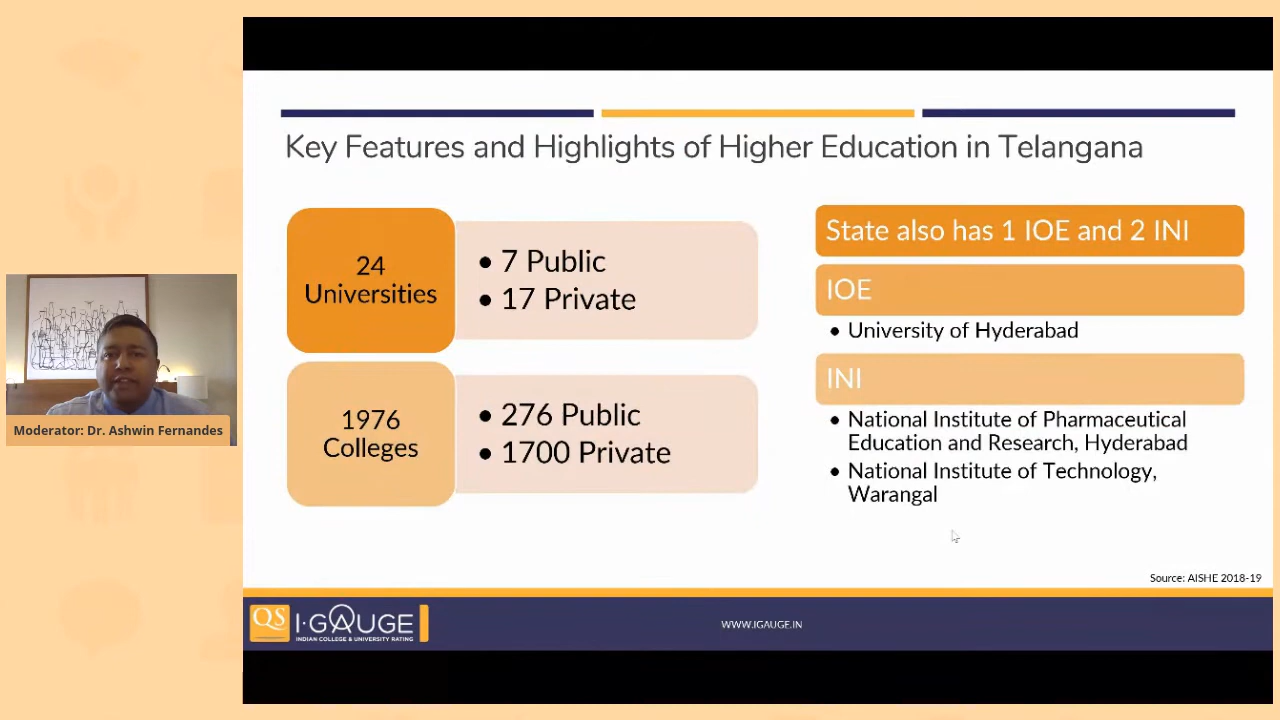 Key Features and Highlights of Higher Education in Telangana
24
Universities
• 7 Public
• 17 Private
1976
Colleges
• 276 Public
• 1700 Private
State also has 1 IOE and 2 INI
IOE
• University of Hyderabad
INI
• National Institute of Pharmaceutical
Education and Research, Hyderabad
• National Institute of Technology,
Warangal
Source: AISHE 2018-19
Moderator: Dr. Ashwin Fernandes
QS I·GAUGE
INDIAN COLLEGE & UNIVERSITY RATING
WWW.IGAUGE.IN